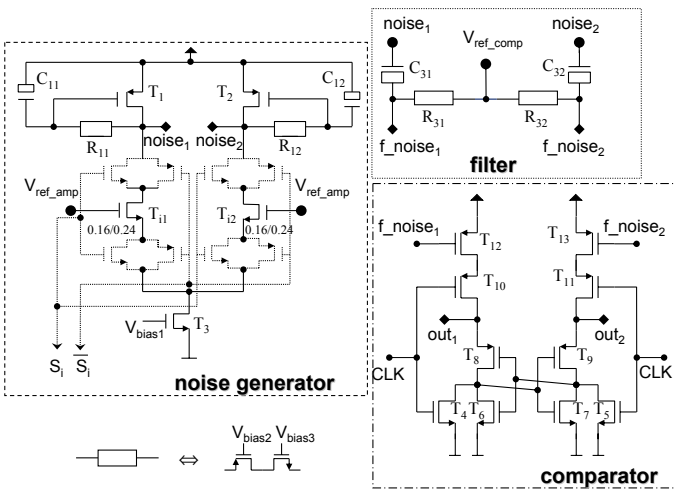 C11
T1
T2
C12
R11
noise1
noise2
R12
Vref_amp
Vref_amp
Ti1
Ti2
0.16/0.24
0.16/0.24
Vbias1
T3
Si
S̅i
noise generator
Vbias2
Vbias3
⇔
noise1
noise2
Vref_comp
C31
C32
R31
R32
f_noise1
f_noise2
filter
f_noise1
f_noise2
T12
T13
T10
T11
out1
out2
T8
T9
CLK
CLK
T4
T6
T7
T5
comparator